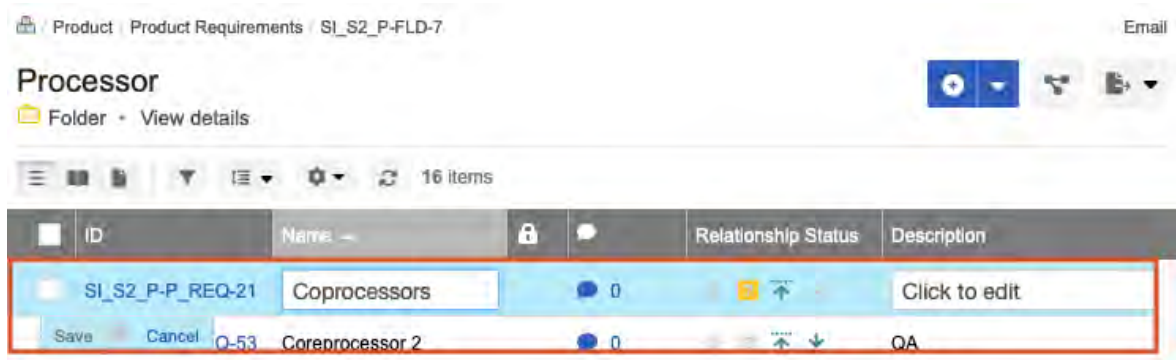 Product Product Requirements SI_S2_P-FLD-7 Email
Processor
Folder · View details
16 items
ID Name Relationship Status Description
SI_S2_P-P_REQ-21 Coprocessors 0 Click to edit
Save Cancel Q-53 Coreprocessor 2 0 QA